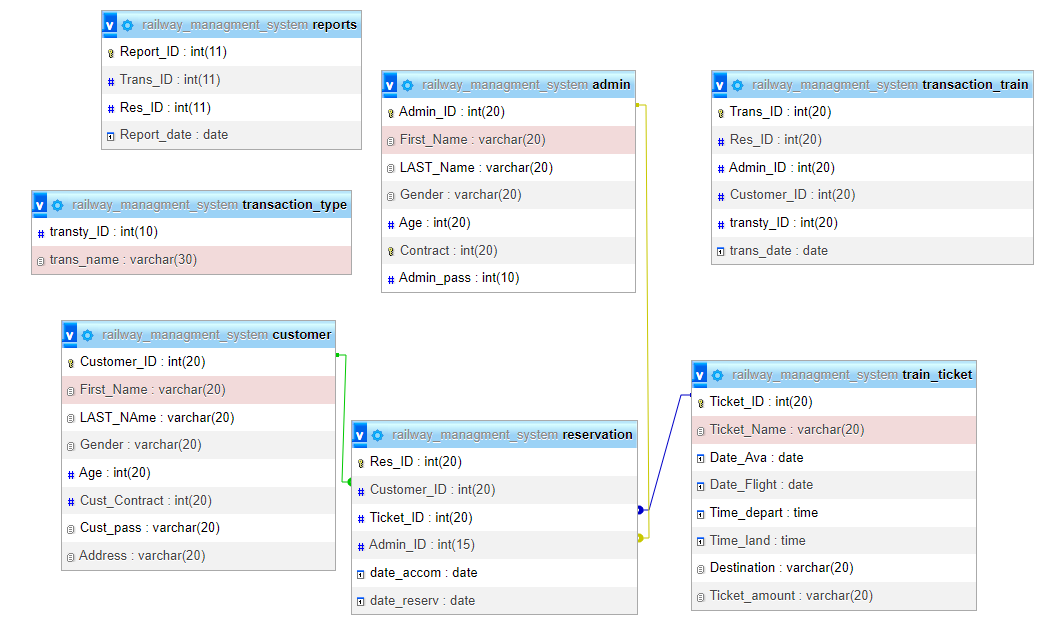 railway_managment_system reports
Report_ID : int(11)
Trans_ID : int(11)
Res_ID : int(11)
Report_date : date
railway_managment_system admin
Admin_ID : int(20)
First_Name : varchar(20)
LAST_Name : varchar(20)
Gender : varchar(20)
Age : int(20)
Contract : int(20)
Admin_pass : int(10)
railway_managment_system transaction_train
Trans_ID : int(20)
Res_ID : int(20)
Admin_ID : int(20)
Customer_ID : int(20)
transty_ID : int(20)
trans_date : date
railway_managment_system transaction_type
transty_ID : int(10)
trans_name : varchar(30)
railway_managment_system customer
Customer_ID : int(20)
First_Name : varchar(20)
LAST_NAme : varchar(20)
Gender : varchar(20)
Age : int(20)
Cust_Contract : int(20)
Cust_pass : varchar(20)
Address : varchar(20)
railway_managment_system reservation
Res_ID : int(20)
Customer_ID : int(20)
Ticket_ID : int(20)
Admin_ID : int(15)
date_accom : date
date_reserv : date
railway_managment_system train_ticket
Ticket_ID : int(20)
Ticket_Name : varchar(20)
Date_Ava : date
Date_Flight : date
Time_depart : time
Time_land : time
Destination : varchar(20)
Ticket_amount : varchar(20)